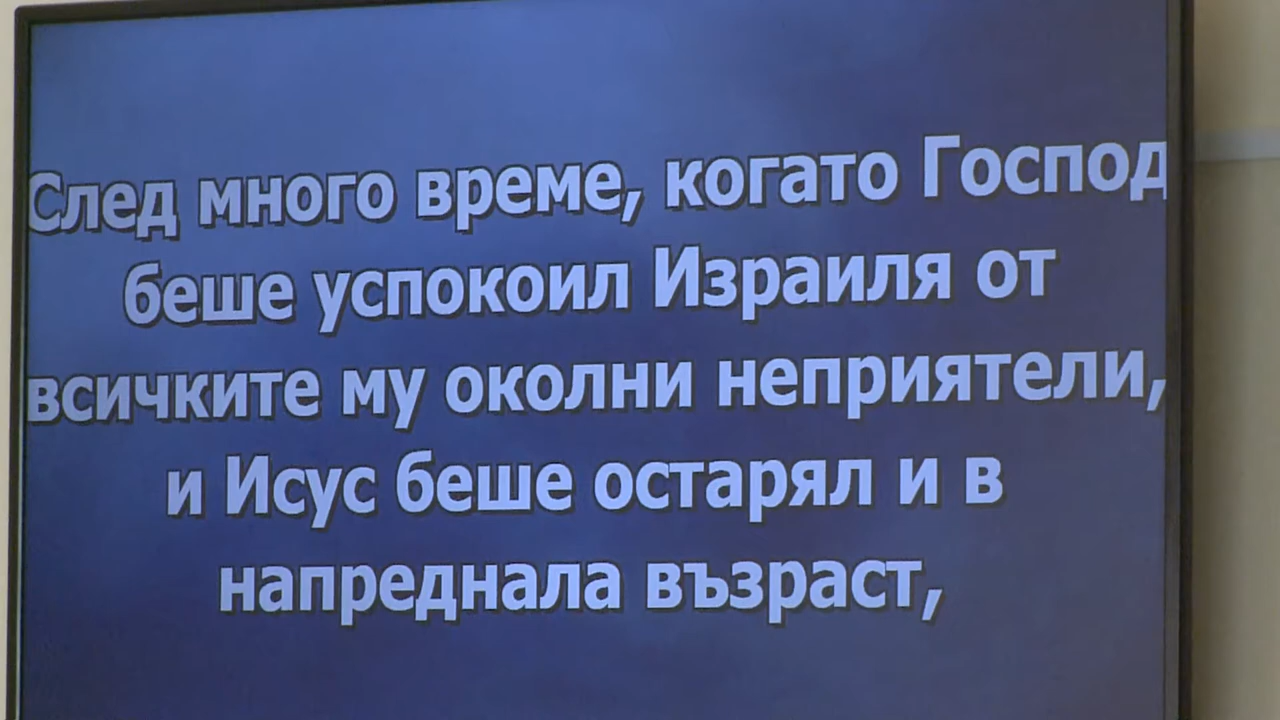 След много време, когато Господ
беше успокоил Израиля от
всичките му околни неприятели,
и Исус беше остарял и в
напреднала възраст,